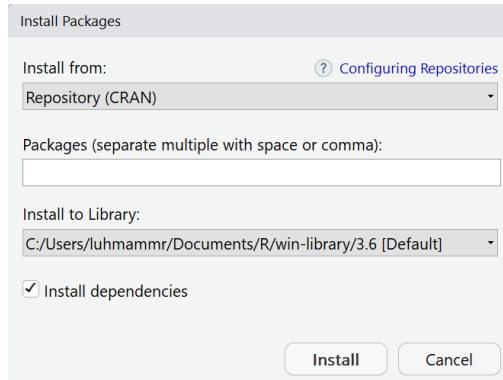 Install Packages
Install from:
? Configuring Repositories
Repository (CRAN)
Packages (separate multiple with space or comma):
Install to Library:
C:/Users/luhmammr/Documents/R/win-library/3.6 [Default]
Install dependencies
Install
Cancel